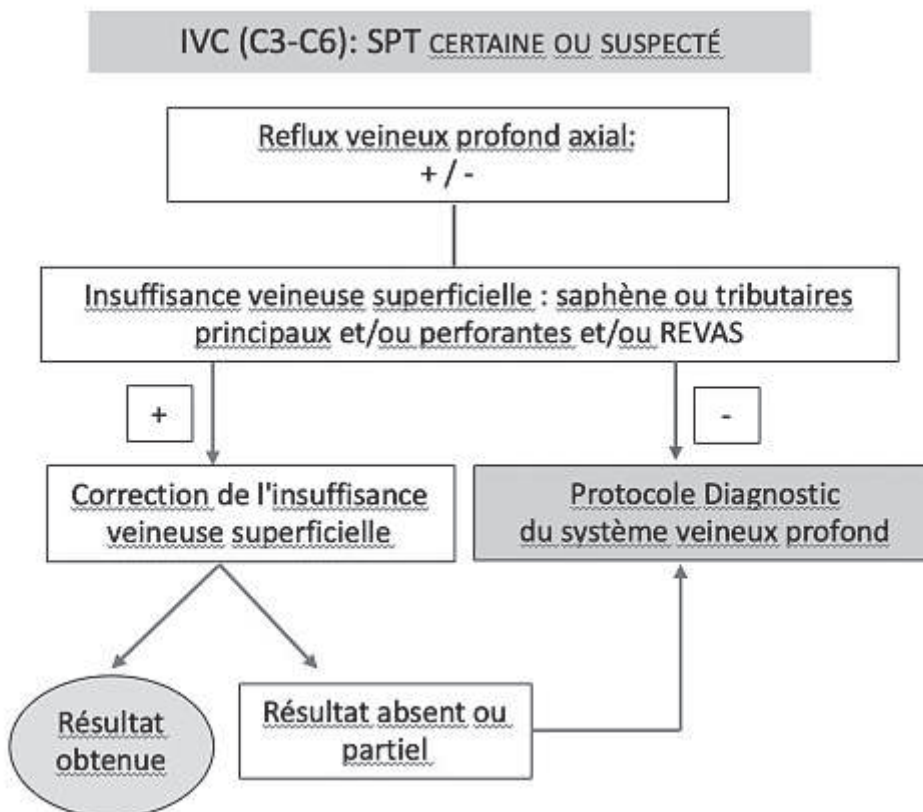 IVC (C3-C6): SPT CERTAINE OU SUSPECTÉ
Reflux veineux profond axial:
+ / -
Insuffisance veineuse superficielle : saphène ou tributaires
principaux et/ou perforantes et/ou REVAS
+
-
Correction de l'insuffisance
veineuse superficielle
Protocole Diagnostic
du système veineux profond
Résultat
obtenue
Résultat absent ou
partiel